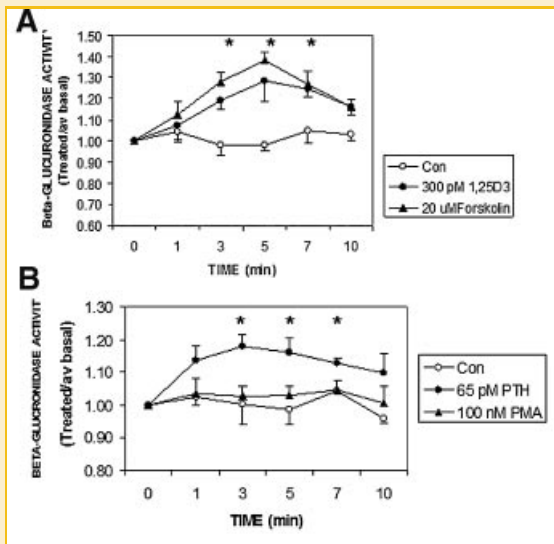 A
Beta-GLUCURONIDASE ACTIVIT
(Treated/av basal)
1.60
1.50
1.40
1.30
1.20
1.10
1.00
0.90
0.80
0.70
0.60
* * *
0 1 3 5 7 10
TIME (min)
Con
300 pM 1,25D3
20 uMForskolin
B
BETA-GLUCRONIDASE ACTIVIT
(Treated/av basal)
1.30
1.20
1.10
1.00
0.90
0.80
* * *
0 1 3 5 7 10
TIME (min)
Con
65 pM PTH
100 nM PMA